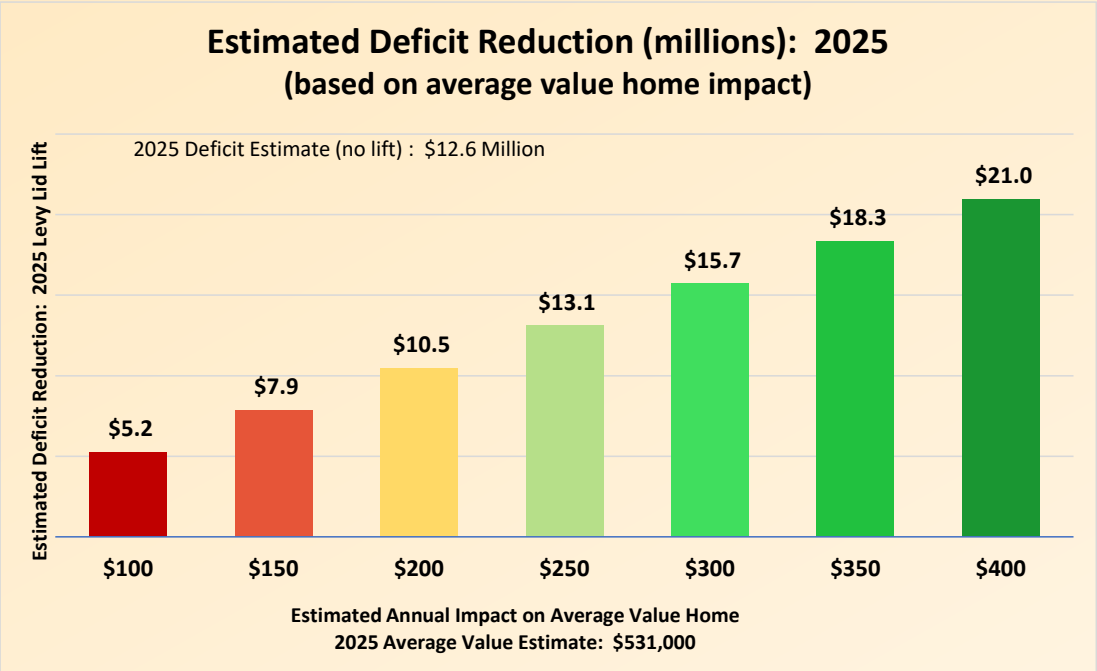 Estimated Deficit Reduction (millions):  2025
(based on average value home impact)
2025 Deficit Estimate (no lift) :  $12.6 Million
Estimated Deficit Reduction:  2025 Levy Lid Lift
$5.2
$7.9
$10.5
$13.1
$15.7
$18.3
$21.0
$100
$150
$200
$250
$300
$350
$400
Estimated Annual Impact on Average Value Home
2025 Average Value Estimate:  $531,000